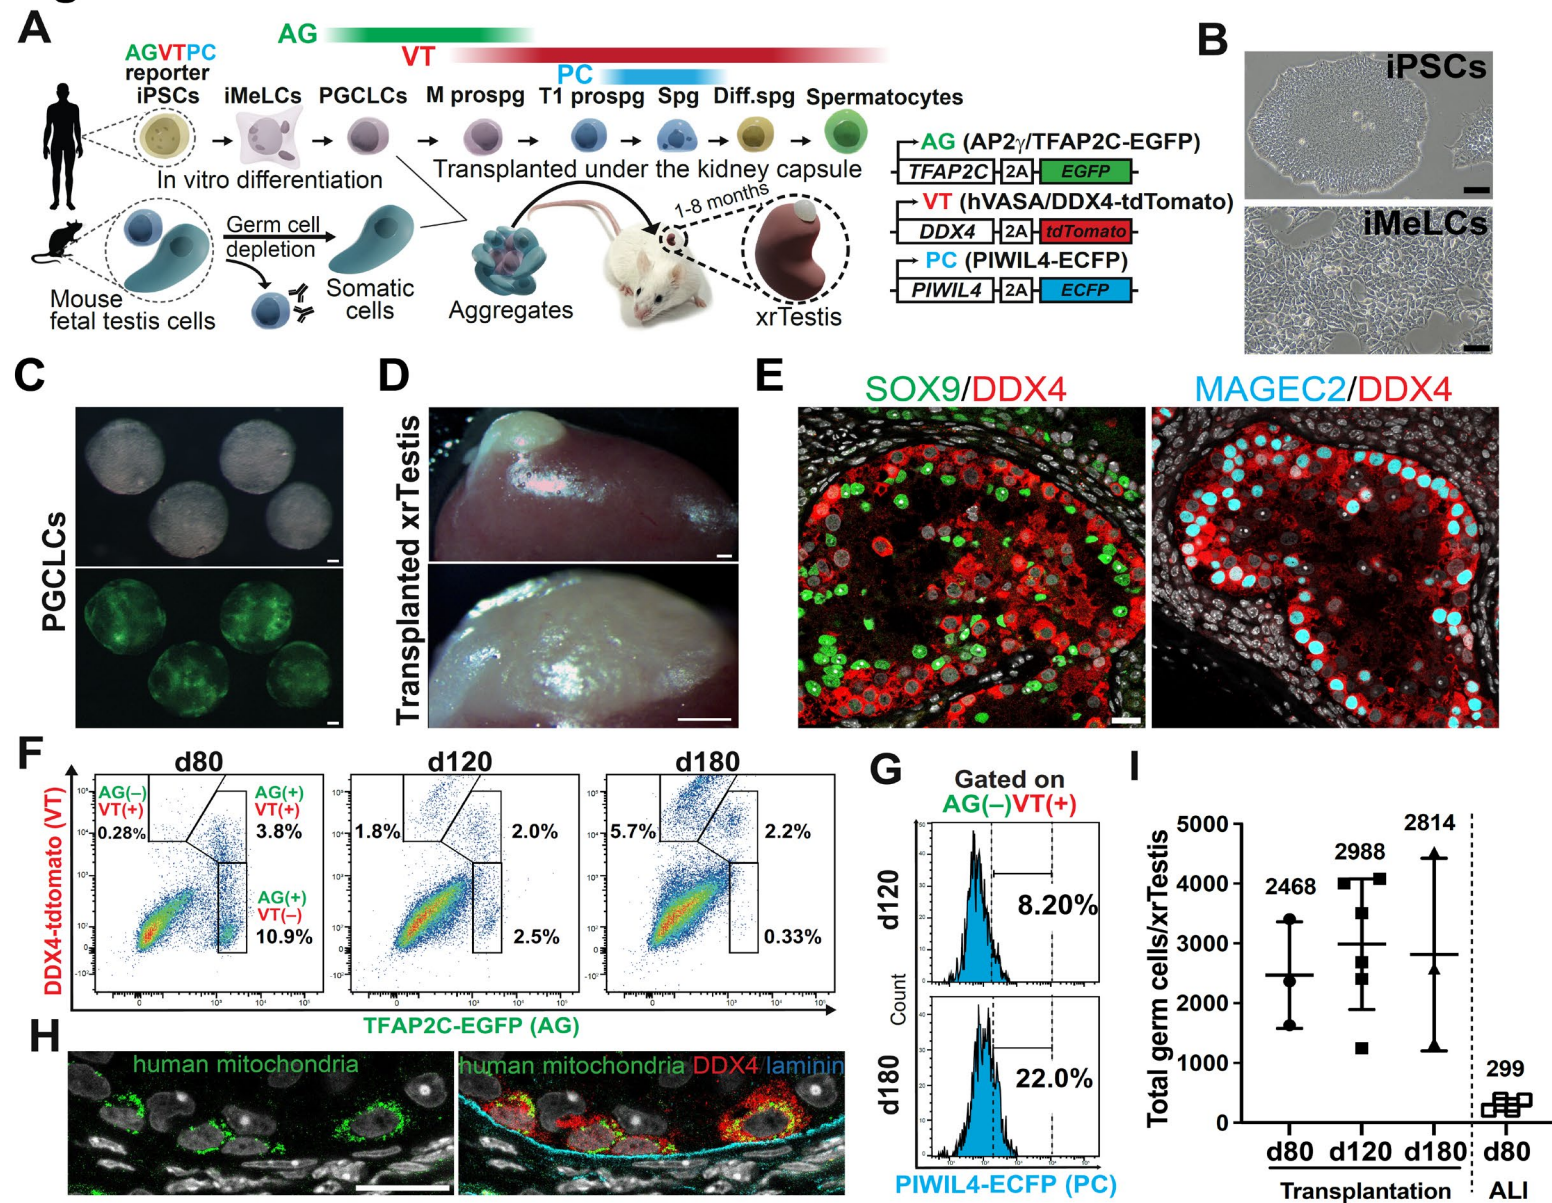 A
AG
VT
PC
AGVTPC
reporter
iPSCs
iMeLCs
PGCLCs
M prospg
T1 prospg
Spg
Diff.spg
Spermatocytes
In vitro differentiation
Transplanted under the kidney capsule
Mouse
fetal testis cells
Germ cell
depletion
Somatic
cells
Aggregates
1-8 months
xrTestis
AG (AP2γ/TFAP2C-EGFP)
TFAP2C 2A EGFP
VT (hVASA/DDX4-tdTomato)
DDX4 2A tdTomato
PC (PIWIL4-ECFP)
PIWIL4 2A ECFP
B
iPSCs
iMeLCs
C
PGCLCs
D
Transplanted xrTestis
E
SOX9/DDX4
MAGEC2/DDX4
F
d80
d120
d180
DDX4-tdtomato (VT)
AG(–)
VT(+)
0.28%
AG(+)
VT(+)
3.8%
AG(+)
VT(–)
10.9%
1.8%
2.0%
2.5%
5.7%
2.2%
0.33%
TFAP2C-EGFP (AG)
G
Gated on
AG(–)VT(+)
d120
8.20%
Count
d180
22.0%
PIWIL4-ECFP (PC)
H
human mitochondria
human mitochondria DDX4/laminin
I
Total germ cells/xrTestis
5000
4000
3000
2000
1000
0
2468
2988
2814
299
d80 d120 d180 d80
Transplantation ALI